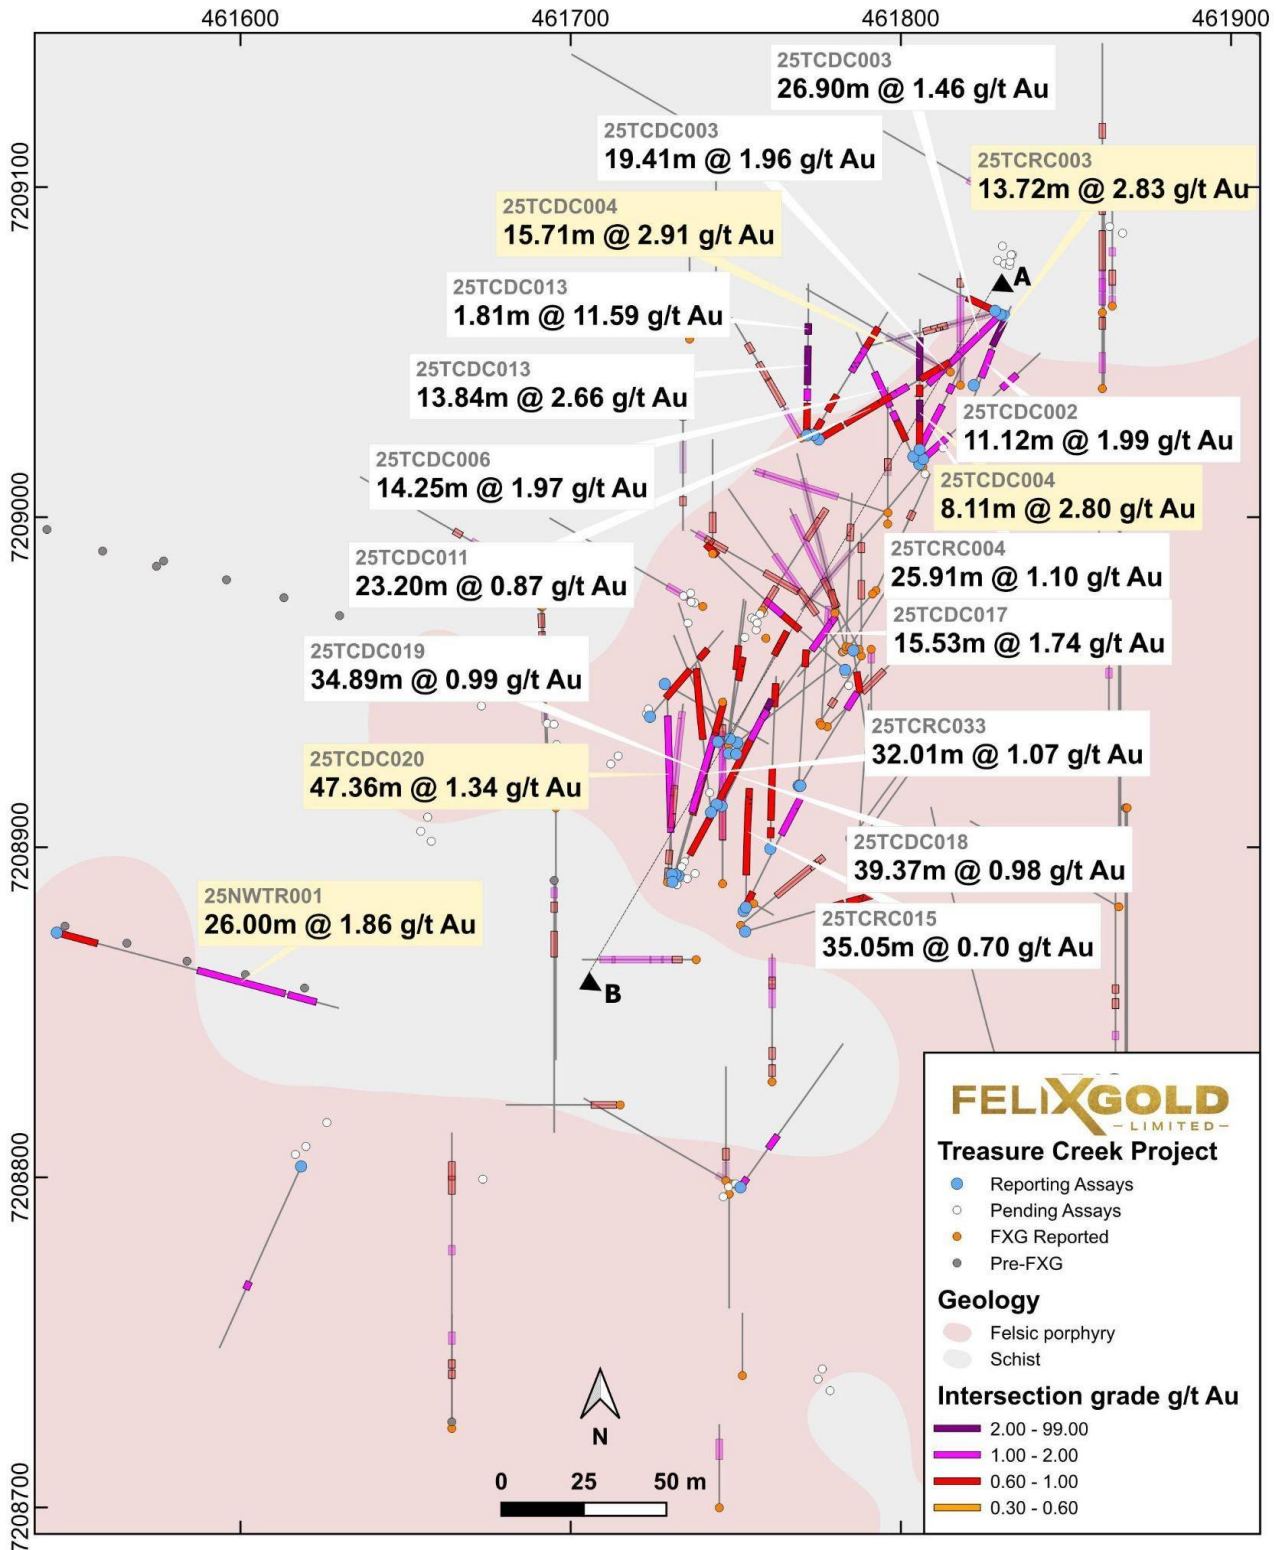 461600
461700
461800
461900
7209100
7209000
7208900
7208800
7208700
25TCDC003
26.90m @ 1.46 g/t Au
25TCDC003
19.41m @ 1.96 g/t Au
25TCRC003
13.72m @ 2.83 g/t Au
25TCDC004
15.71m @ 2.91 g/t Au
A
25TCDC013
1.81m @ 11.59 g/t Au
25TCDC013
13.84m @ 2.66 g/t Au
25TCDC002
11.12m @ 1.99 g/t Au
25TCDC006
14.25m @ 1.97 g/t Au
25TCDC004
8.11m @ 2.80 g/t Au
25TCDC011
23.20m @ 0.87 g/t Au
25TCRC004
25.91m @ 1.10 g/t Au
25TCDC017
15.53m @ 1.74 g/t Au
25TCDC019
34.89m @ 0.99 g/t Au
25TCRC033
32.01m @ 1.07 g/t Au
25TCDC020
47.36m @ 1.34 g/t Au
25TCDC018
39.37m @ 0.98 g/t Au
25NWTR001
26.00m @ 1.86 g/t Au
25TCRC015
35.05m @ 0.70 g/t Au
B
FELIXGOLD
LIMITED
Treasure Creek Project
Reporting Assays
Pending Assays
FXG Reported
Pre-FXG
Geology
Felsic porphyry
Schist
Intersection grade g/t Au
2.00 - 99.00
1.00 - 2.00
0.60 - 1.00
0.30 - 0.60
N
0 25 50 m